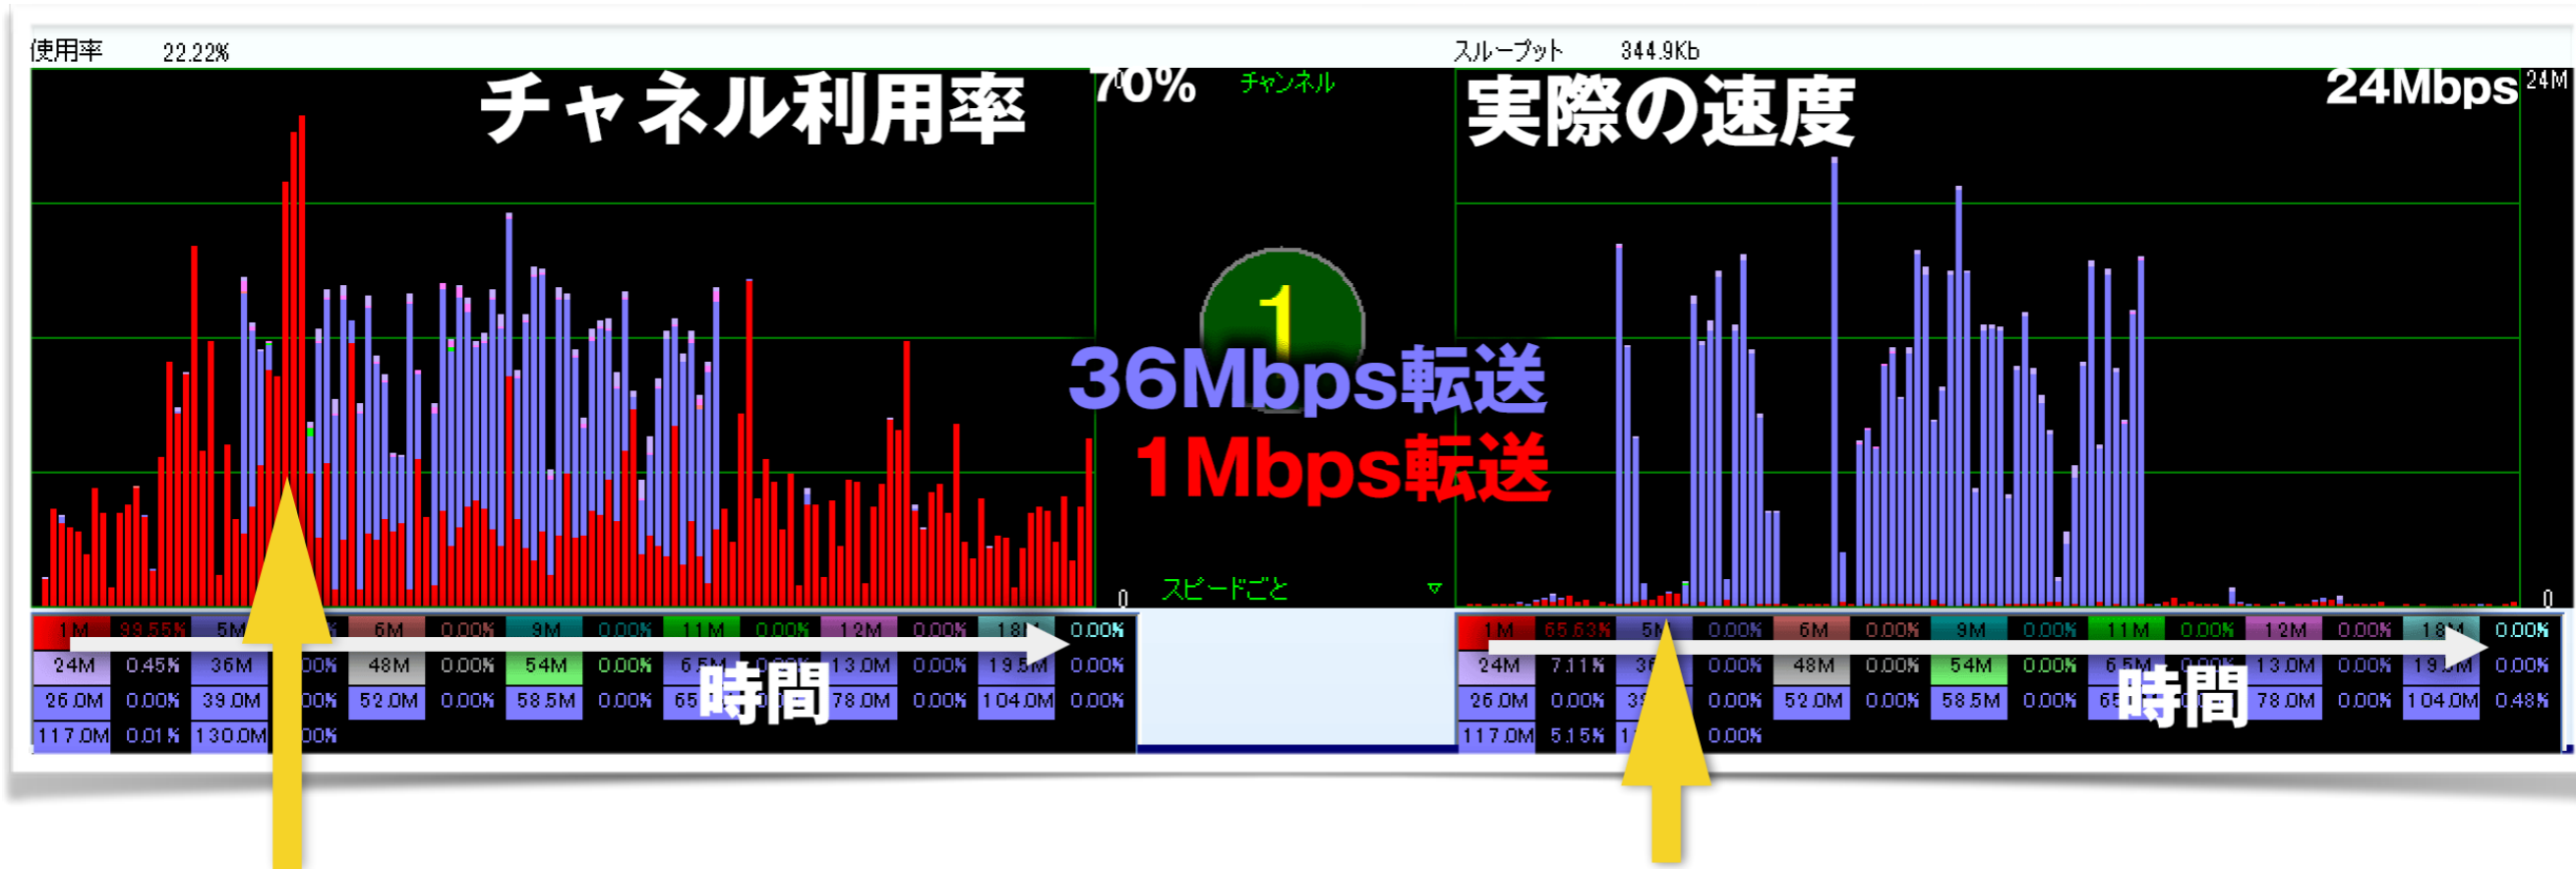 使用率 22.22%
スループット 344.9Kb
チャネル利用率
70%
チャンネル
実際の速度
24Mbps
24M
1
36Mbps転送
1Mbps転送
スピードごと
0
0
1M 99.55% 5M 6M 0.00% 9M 0.00% 11M 0.00% 12M 0.00% 18M 0.00%
24M 0.45% 36M 48M 0.00% 54M 0.00% 6.5M 13.0M 0.00% 19.5M 0.00%
26.0M 0.00% 39.0M 52.0M 0.00% 58.5M 0.00% 78.0M 0.00% 104.0M 0.00%
117.0M 0.01% 130.0M
時間
1M 65.63% 0.00% 6M 0.00% 9M 0.00% 11M 0.00% 12M 0.00% 18M 0.00%
24M 7.11% 0.00% 48M 0.00% 54M 0.00% 6.5M 13.0M 0.00% 19.5M 0.00%
26.0M 0.00% 0.00% 52.0M 0.00% 58.5M 0.00% 78.0M 0.00% 104.0M 0.48%
117.0M 5.15% 0.00%
時間